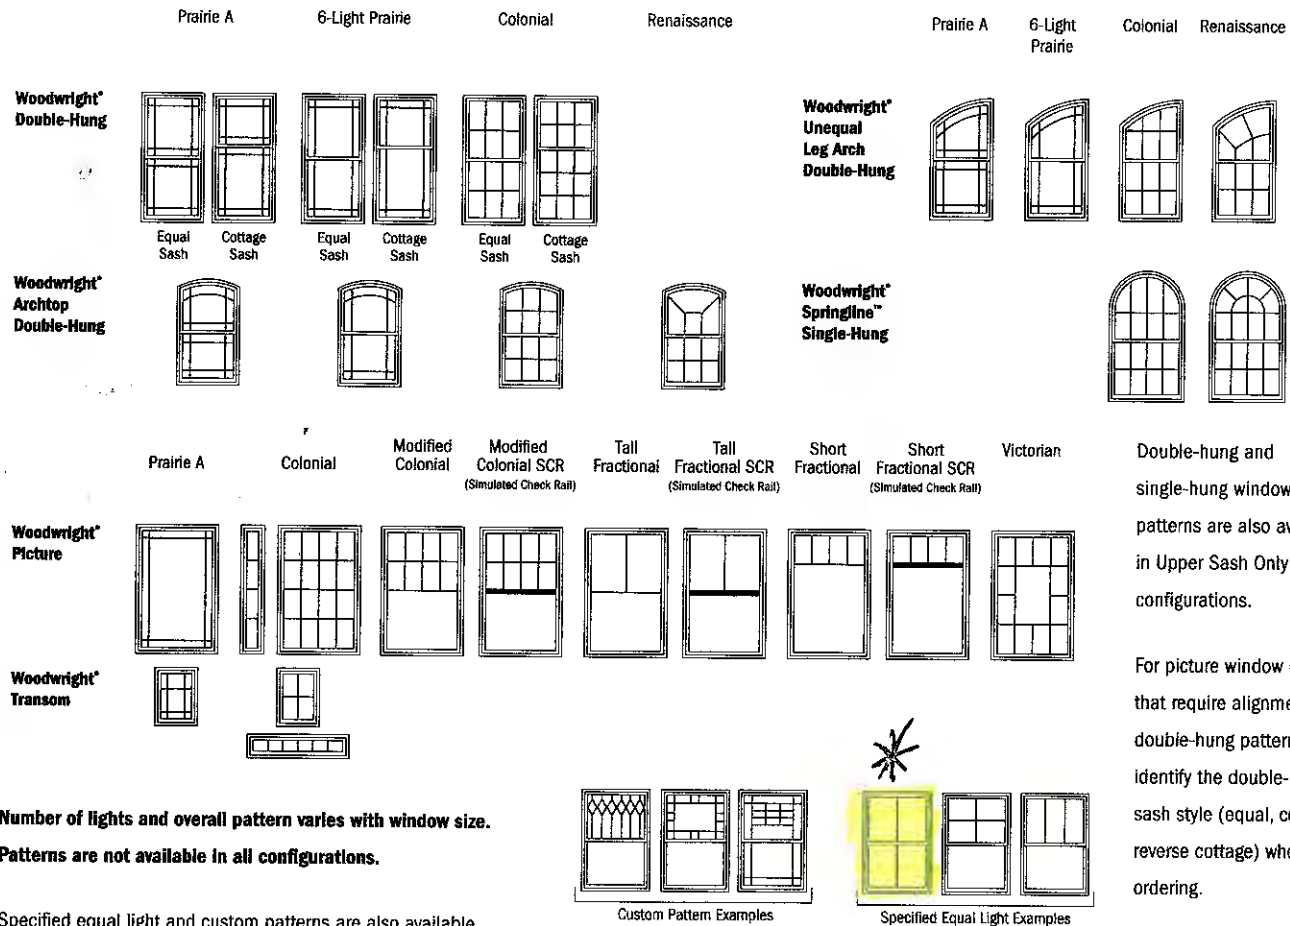 Prairie A 6-Light Prairie Colonial Renaissance
Woodwright®
Double-Hung
Equal
Sash
Cottage
Sash
Equal
Sash
Cottage
Sash
Equal
Sash
Cottage
Sash
Woodwright®
Archtop
Double-Hung
Prairie A 6-Light
Prairie Colonial Renaissance
Woodwright®
Unequal
Leg Arch
Double-Hung
Woodwright®
Springline™
Single-Hung
Prairie A
Colonial
Modified
Colonial
Modified
Colonial SCR
(Simulated Check Rail)
Tall
Fractional
Tall
Fractional SCR
(Simulated Check Rail)
Short
Fractional
Short
Fractional SCR
(Simulated Check Rail)
Victorian
Woodwright®
Picture
Woodwright®
Transom
Double-hung and
single-hung window
patterns are also
in Upper Sash Only
configurations.
For picture window
that require
double-hung
identify the double-
sash style (equal,
reverse cottage)
ordering.
Number of lights and overall pattern varies with window size.
Patterns are not available in all configurations.
Specified equal light and custom patterns are also available
Custom Pattern Examples
Specified Equal Light Examples